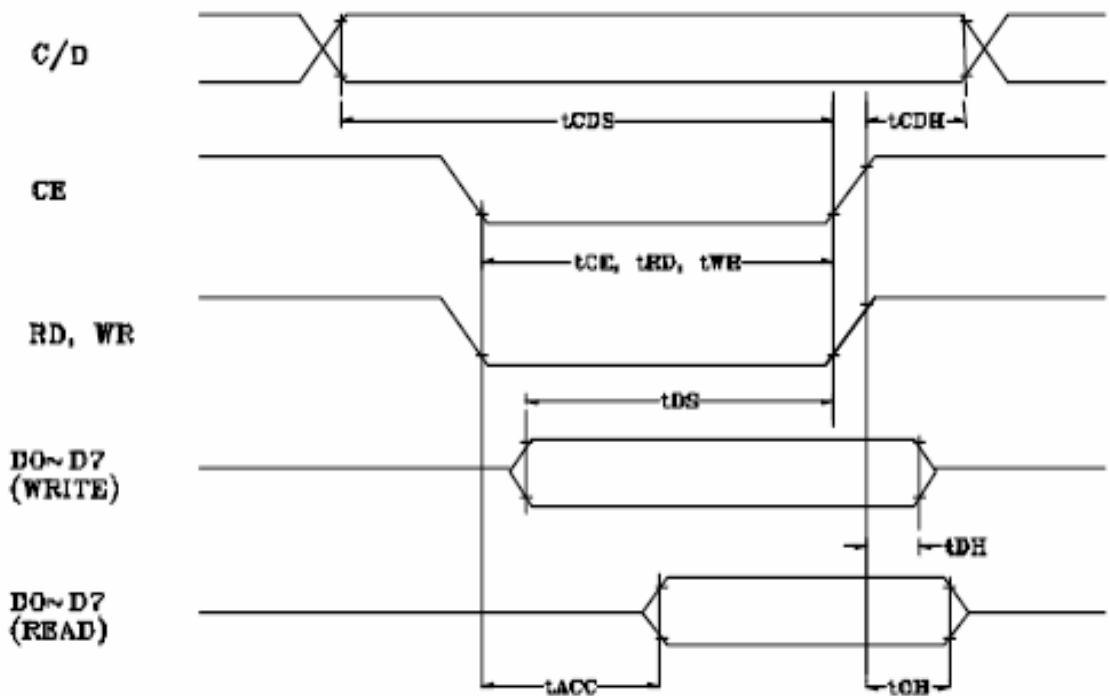 C/D
tCDS
tCDH
CE
tCE, tRD, tWR
RD, WR
tDS
D0~D7
(WRITE)
tDH
D0~D7
(READ)
tACC
tOH